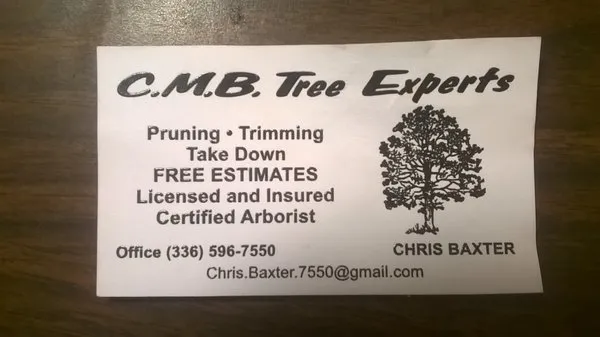 C.M.B. Tree Experts
Pruning • Trimming
Take Down
FREE ESTIMATES
Licensed and Insured
Certified Arborist
Office (336) 596-7550
CHRIS BAXTER
Chris.Baxter.7550@gmail.com